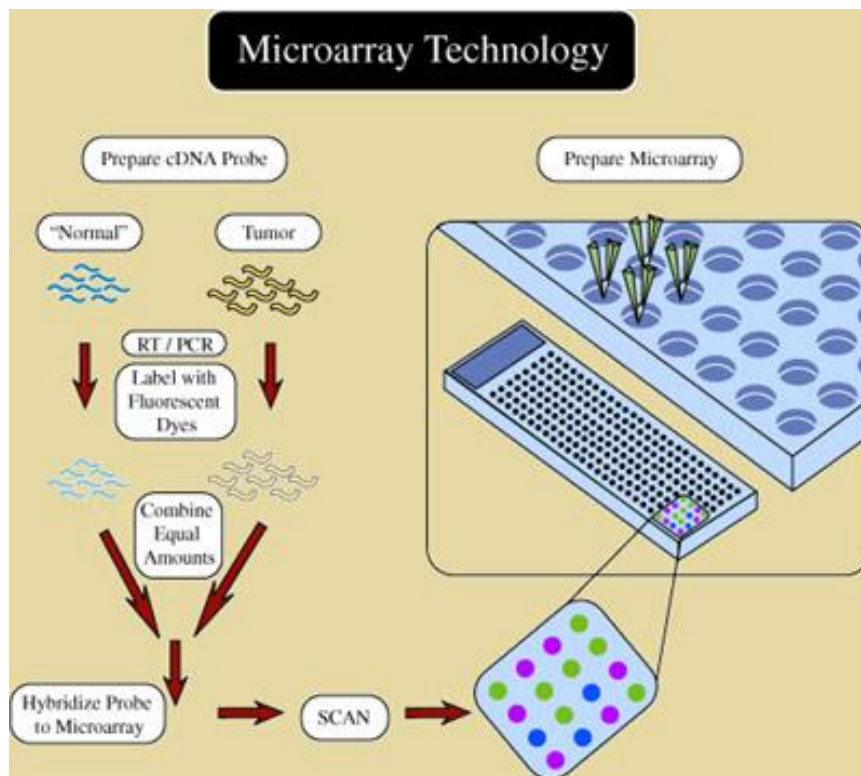 Microarray Technology
Prepare cDNA Probe
Prepare Microarray
“Normal”
Tumor
RT / PCR
Label with
Fluorescent
Dyes
Combine
Equal
Amounts
Hybridize Probe
to Microarray
SCAN